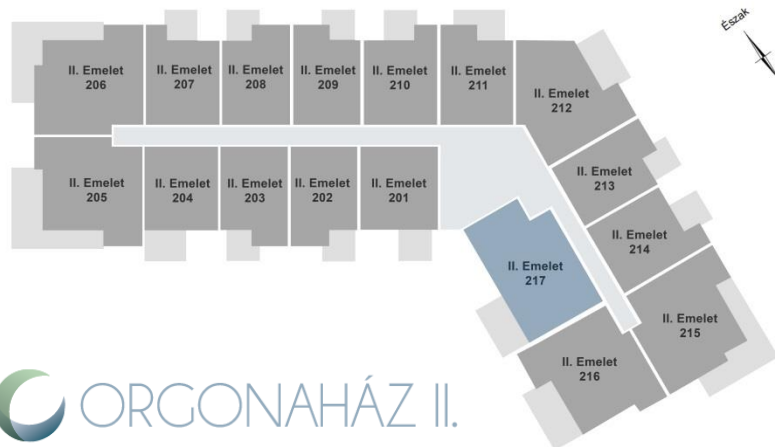 Észak
II. Emelet
206
II. Emelet
207
II. Emelet
208
II. Emelet
209
II. Emelet
210
II. Emelet
211
II. Emelet
212
II. Emelet
205
II. Emelet
204
II. Emelet
203
II. Emelet
202
II. Emelet
201
II. Emelet
213
II. Emelet
214
II. Emelet
217
II. Emelet
215
II. Emelet
216
ORGONAHÁZ II.